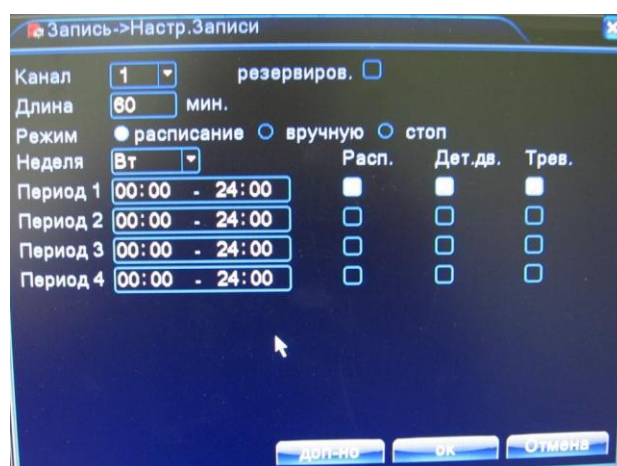 Запись->Настр.Записи
Канал 1 резервиров.
Длина 60 мин.
Режим расписание вручную стоп
Неделя Вт Расп. Дет.дв. Трев.
Период 1 00:00 - 24:00
Период 2 00:00 - 24:00
Период 3 00:00 - 24:00
Период 4 00:00 - 24:00
доп-но ок Отмена